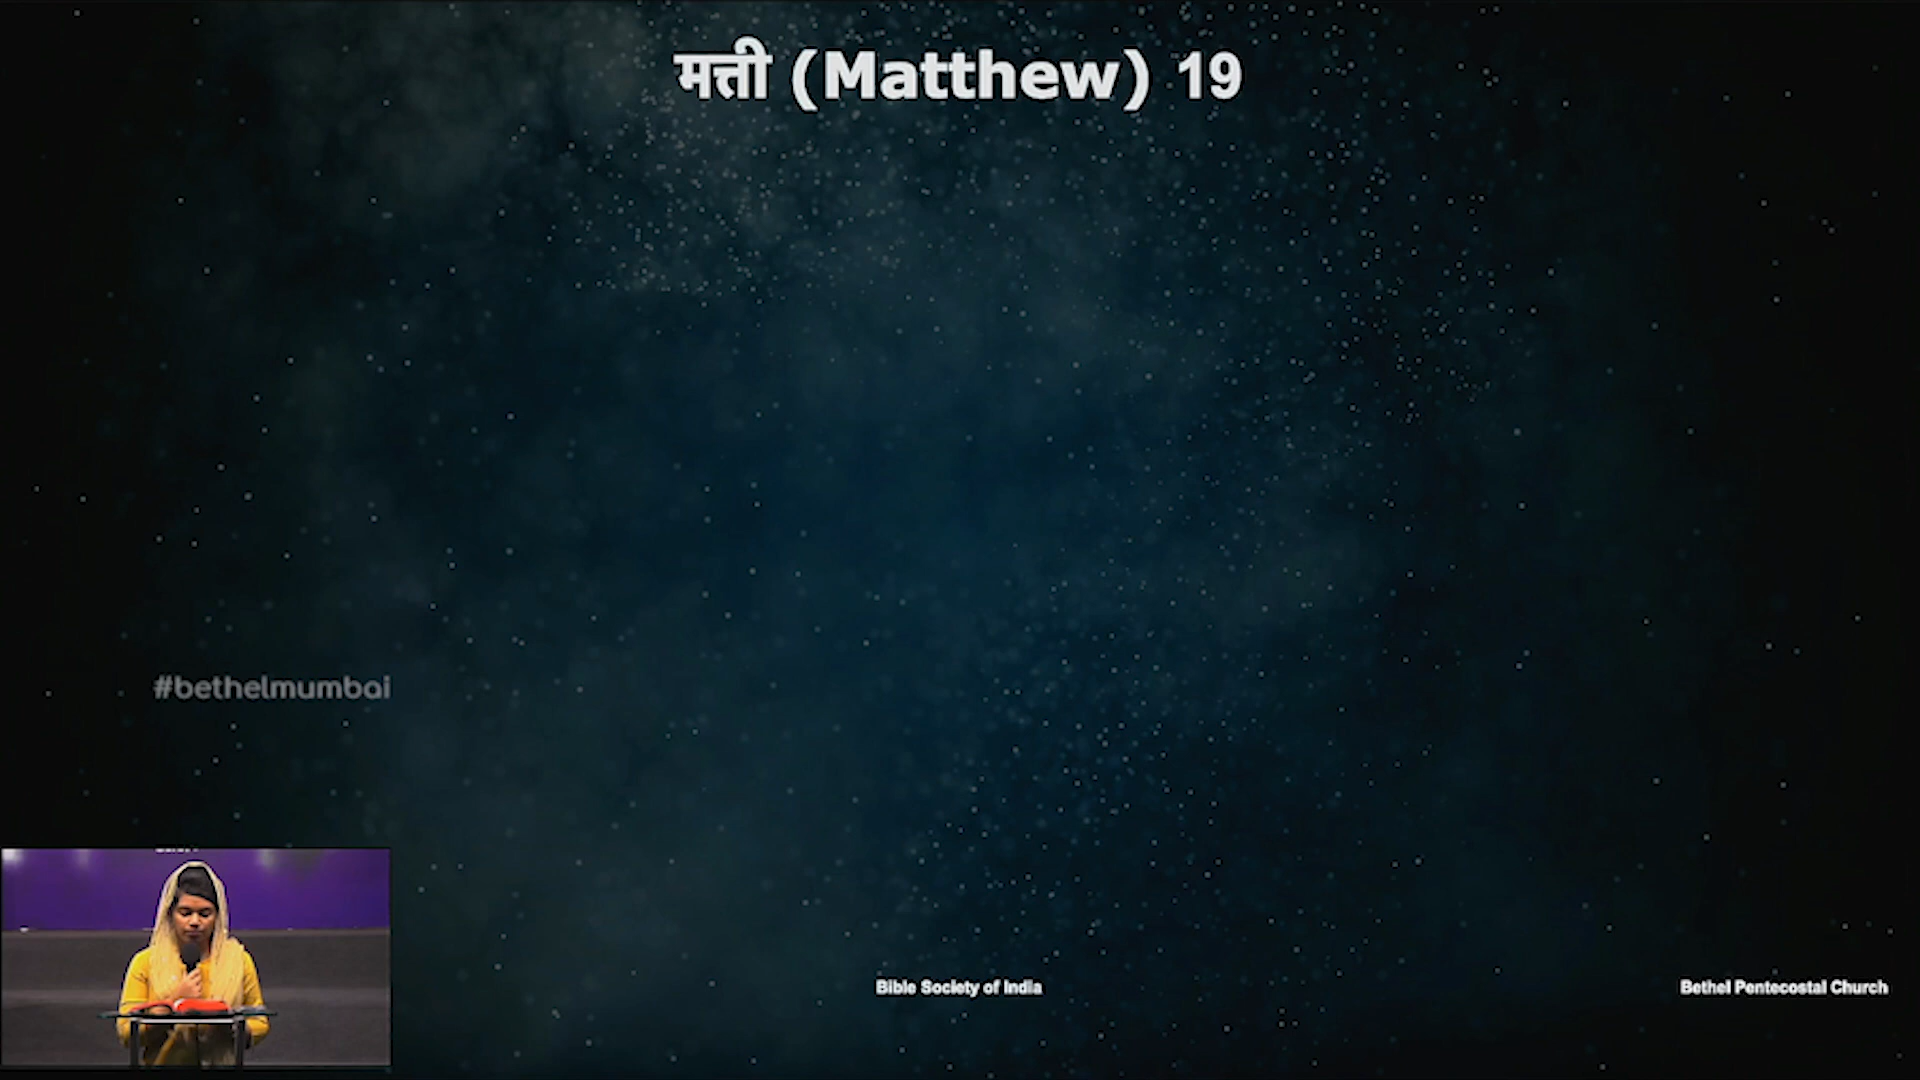 मत्ती (Matthew) 19
#bethelmumbai
Bible Society of India
Bethel Pentecostal Church